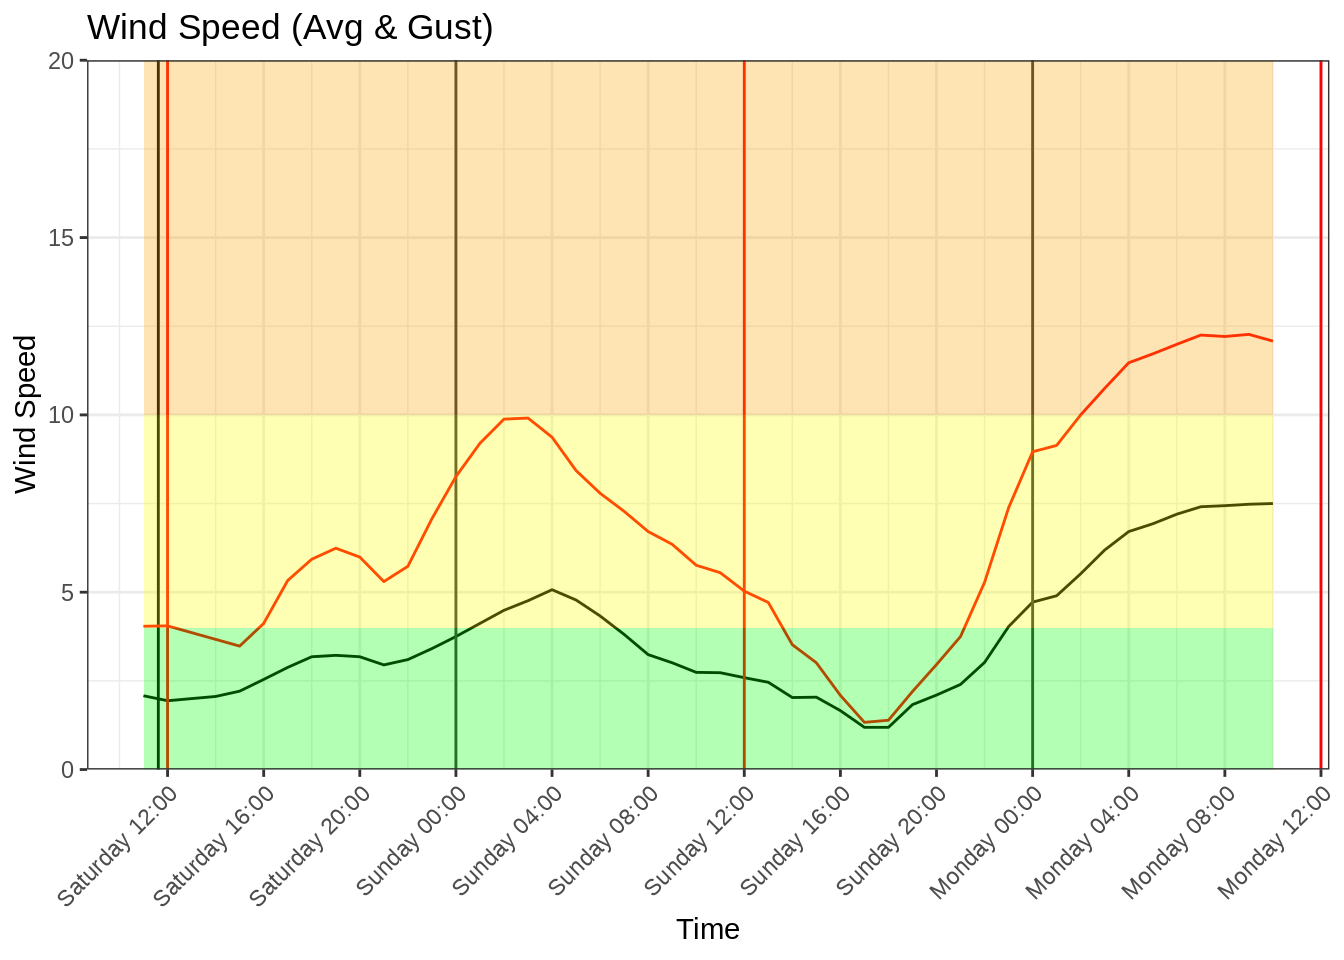 Wind Speed (Avg & Gust)
20
15
10
5
0
Wind Speed
Saturday 12:00
Saturday 16:00
Saturday 20:00
Sunday 00:00
Sunday 04:00
Sunday 08:00
Sunday 12:00
Sunday 16:00
Sunday 20:00
Monday 00:00
Monday 04:00
Monday 08:00
Monday 12:00
Time